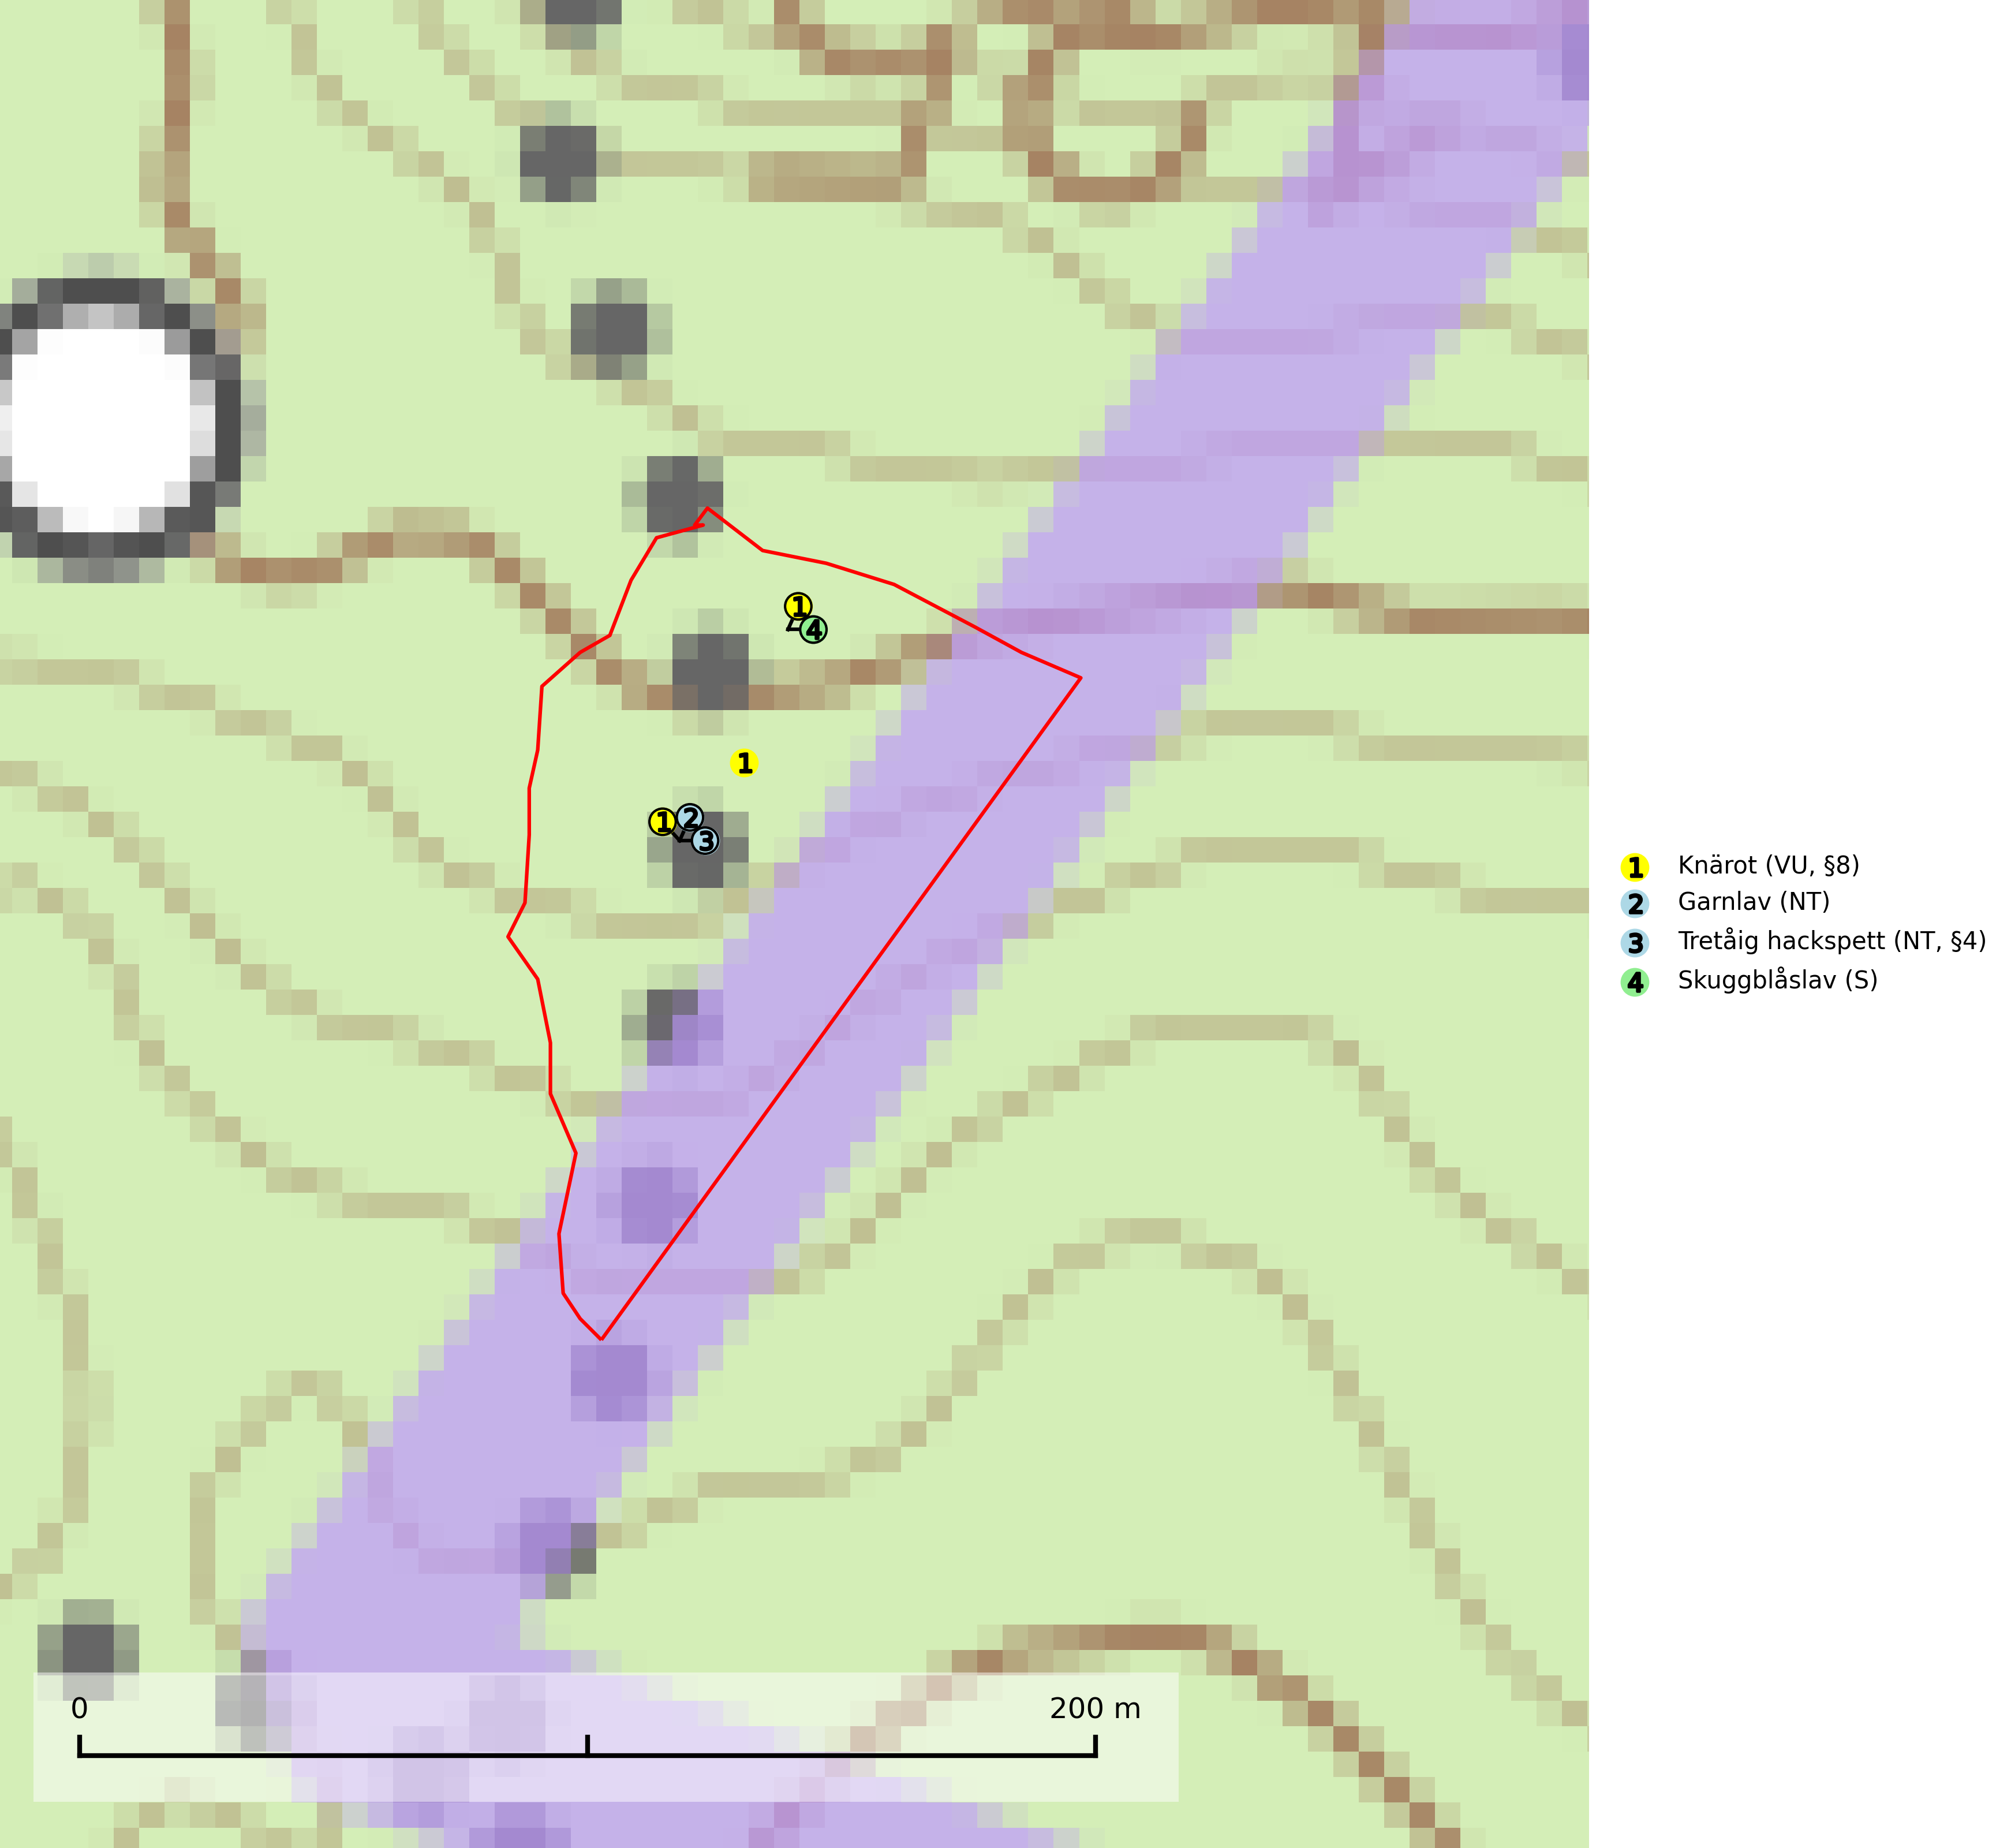 1
4
1
1 2
3
1 Knärot (VU, §8)
2 Garnlav (NT)
3 Tretåig hackspett (NT, §4)
4 Skuggblåslav (S)
0 200 m